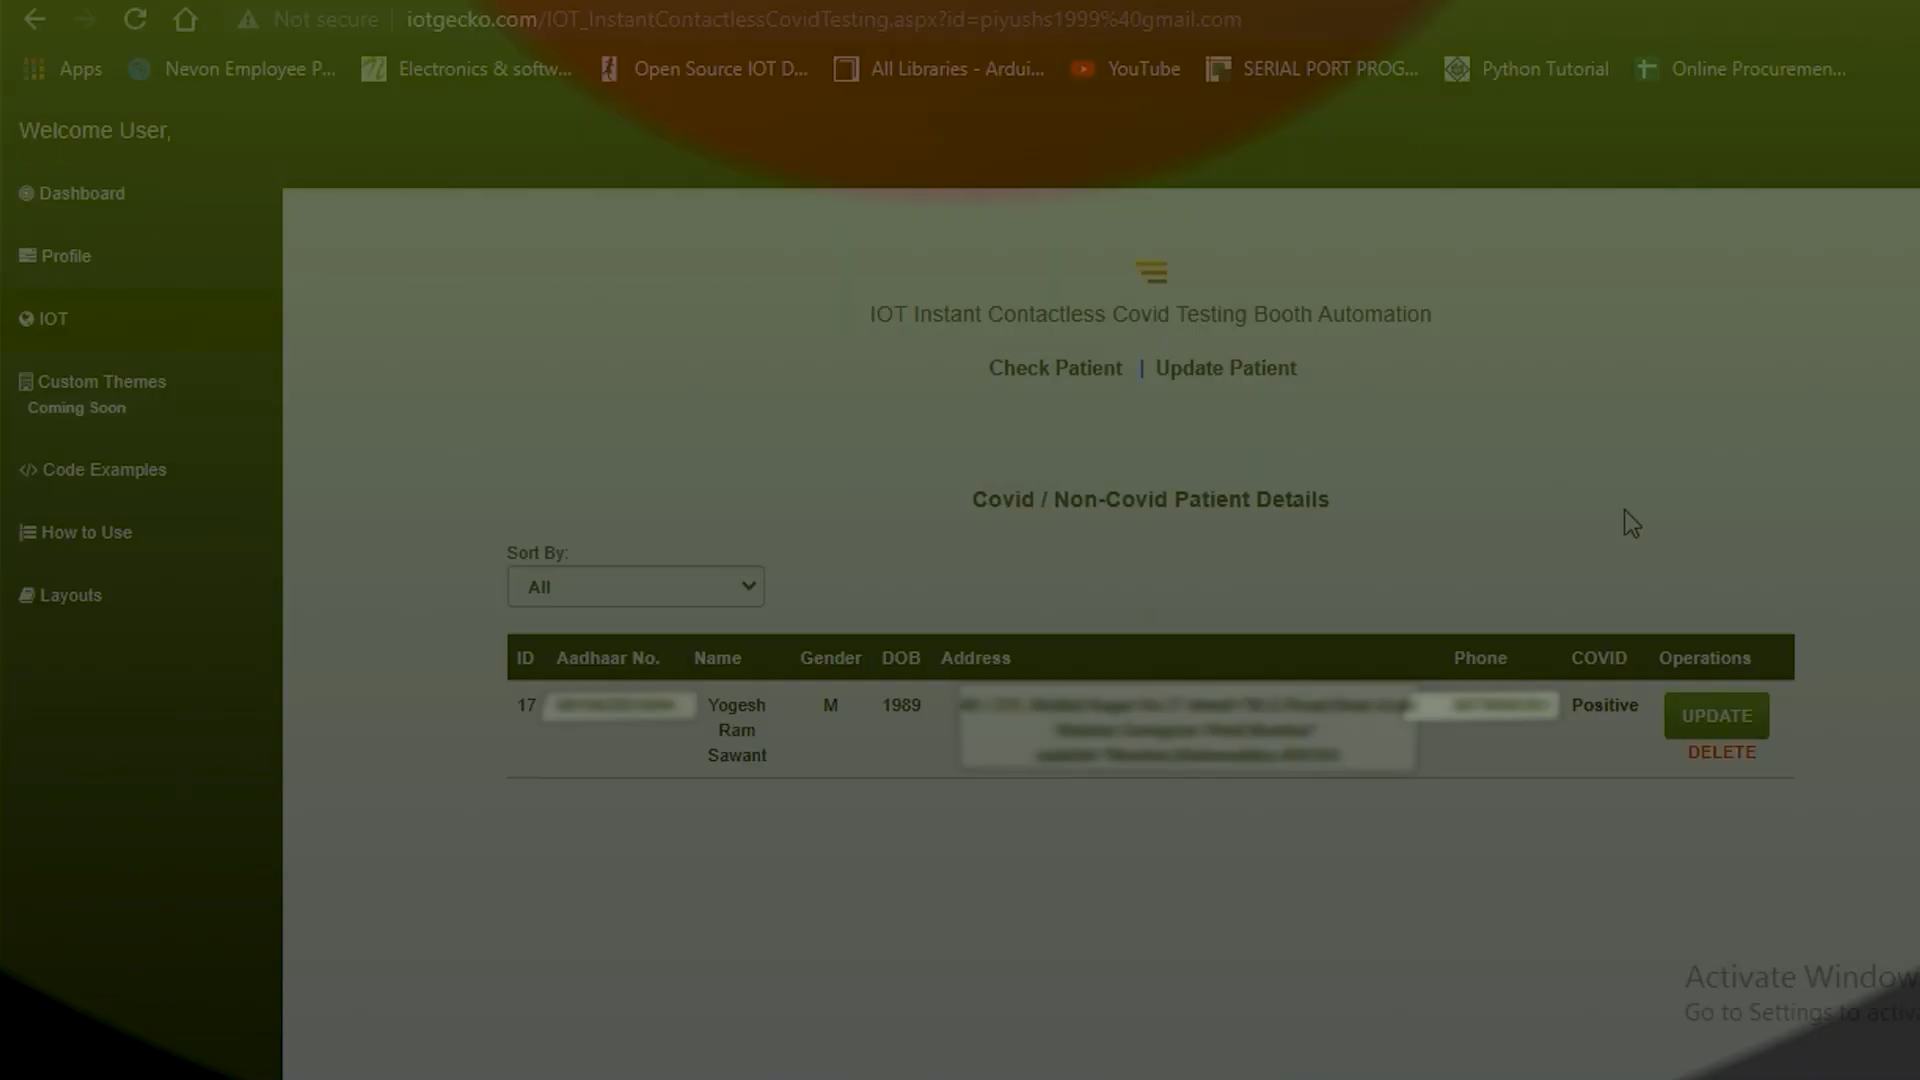 Not secure
iotgecko.com/IOT_InstantContactlessCovidTesting.aspx?id=piyushs1999%40gmail.com
Apps
Nevon Employee P...
Electronics & softw...
Open Source IOT D...
All Libraries - Ardui...
YouTube
SERIAL PORT PROG...
Python Tutorial
Online Procuremen...
Welcome User,
Dashboard
Profile
IOT
Custom Themes
Coming Soon
Code Examples
How to Use
Layouts
IOT Instant Contactless Covid Testing Booth Automation
Check Patient | Update Patient
Covid / Non-Covid Patient Details
Sort By:
All
ID Aadhaar No. Name Gender DOB Address Phone COVID Operations
17 Yogesh M 1989 Positive UPDATE
Ram
Sawant
DELETE
Activate Window
Go to Settings to activ